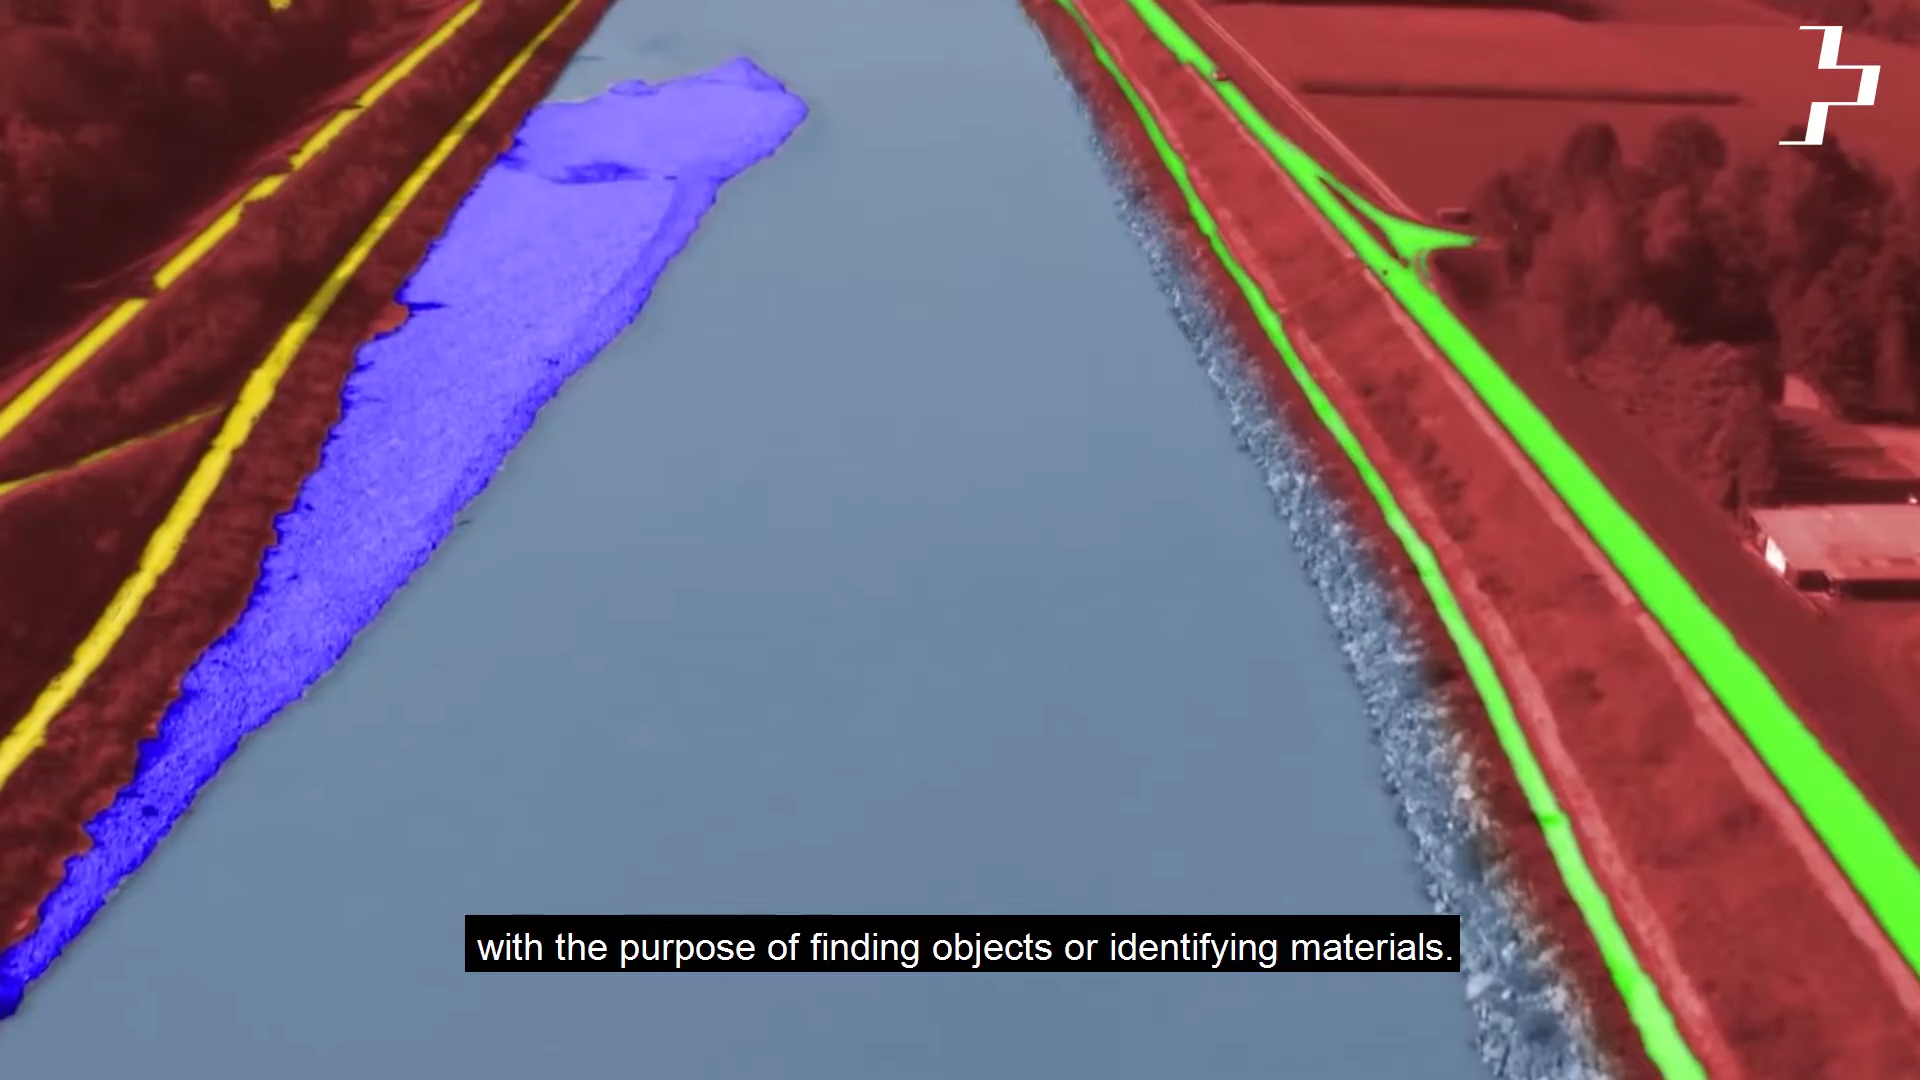 with the purpose of finding objects or identifying materials.